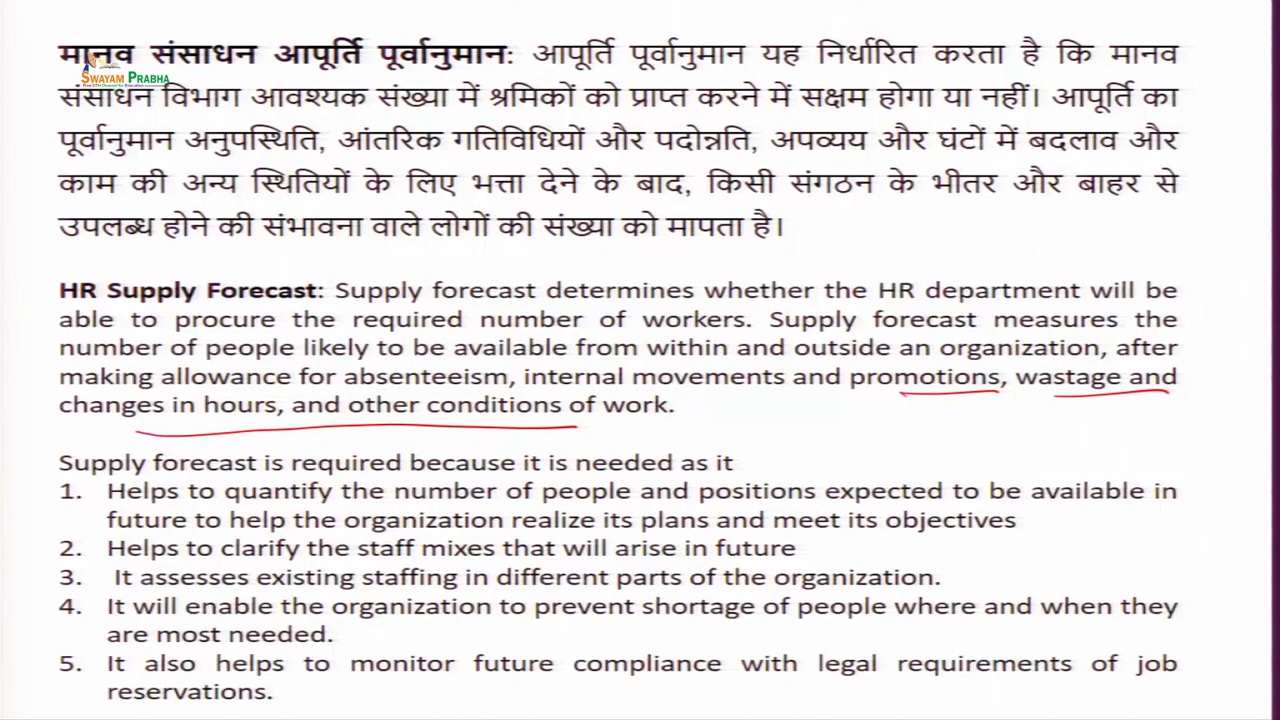 मानव संसाधन आपूर्ति पूर्वानुमान: आपूर्ति पूर्वानुमान यह निर्धारित करता है कि मानव
SWAYAM PRABHA
संसाधन विभाग आवश्यक संख्या में श्रमिकों को प्राप्त करने में सक्षम होगा या नहीं। आपूर्ति का
पूर्वानुमान अनुपस्थिति, आंतरिक गतिविधियों और पदोन्नति, अपव्यय और घंटों में बदलाव और
काम की अन्य स्थितियों के लिए भत्ता देने के बाद, किसी संगठन के भीतर और बाहर से
उपलब्ध होने की संभावना वाले लोगों की संख्या को मापता है।
HR Supply Forecast: Supply forecast determines whether the HR department will be
able to procure the required number of workers. Supply forecast measures the
number of people likely to be available from within and outside an organization, after
making allowance for absenteeism, internal movements and promotions, wastage and
changes in hours, and other conditions of work.
Supply forecast is required because it is needed as it
1. Helps to quantify the number of people and positions expected to be available in
future to help the organization realize its plans and meet its objectives
2. Helps to clarify the staff mixes that will arise in future
3. It assesses existing staffing in different parts of the organization.
4. It will enable the organization to prevent shortage of people where and when they
are most needed.
5. It also helps to monitor future compliance with legal requirements of job
reservations.